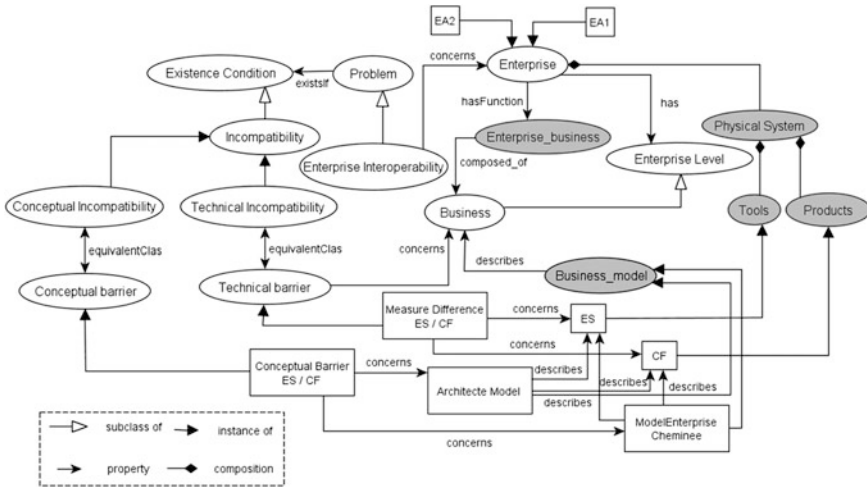 EA2
EA1
Existence Condition
existsIf
Problem
concerns
Enterprise
hasFunction
has
Physical System
Incompatibility
Enterprise Interoperability
Enterprise_business
composed_of
Enterprise Level
Conceptual Incompatibility
Technical Incompatibility
Business
Tools
Products
equivalentClas
equivalentClas
concerns
describes
Conceptual barrier
Technical barrier
Business_model
Measure Difference
ES / CF
concerns
ES
concerns
CF
Conceptual Barrier
ES / CF
concerns
describes
describes
describes
Architecte Model
describes
ModelEnterprise
Cheminee
concerns
subclass of
instance of
property
composition